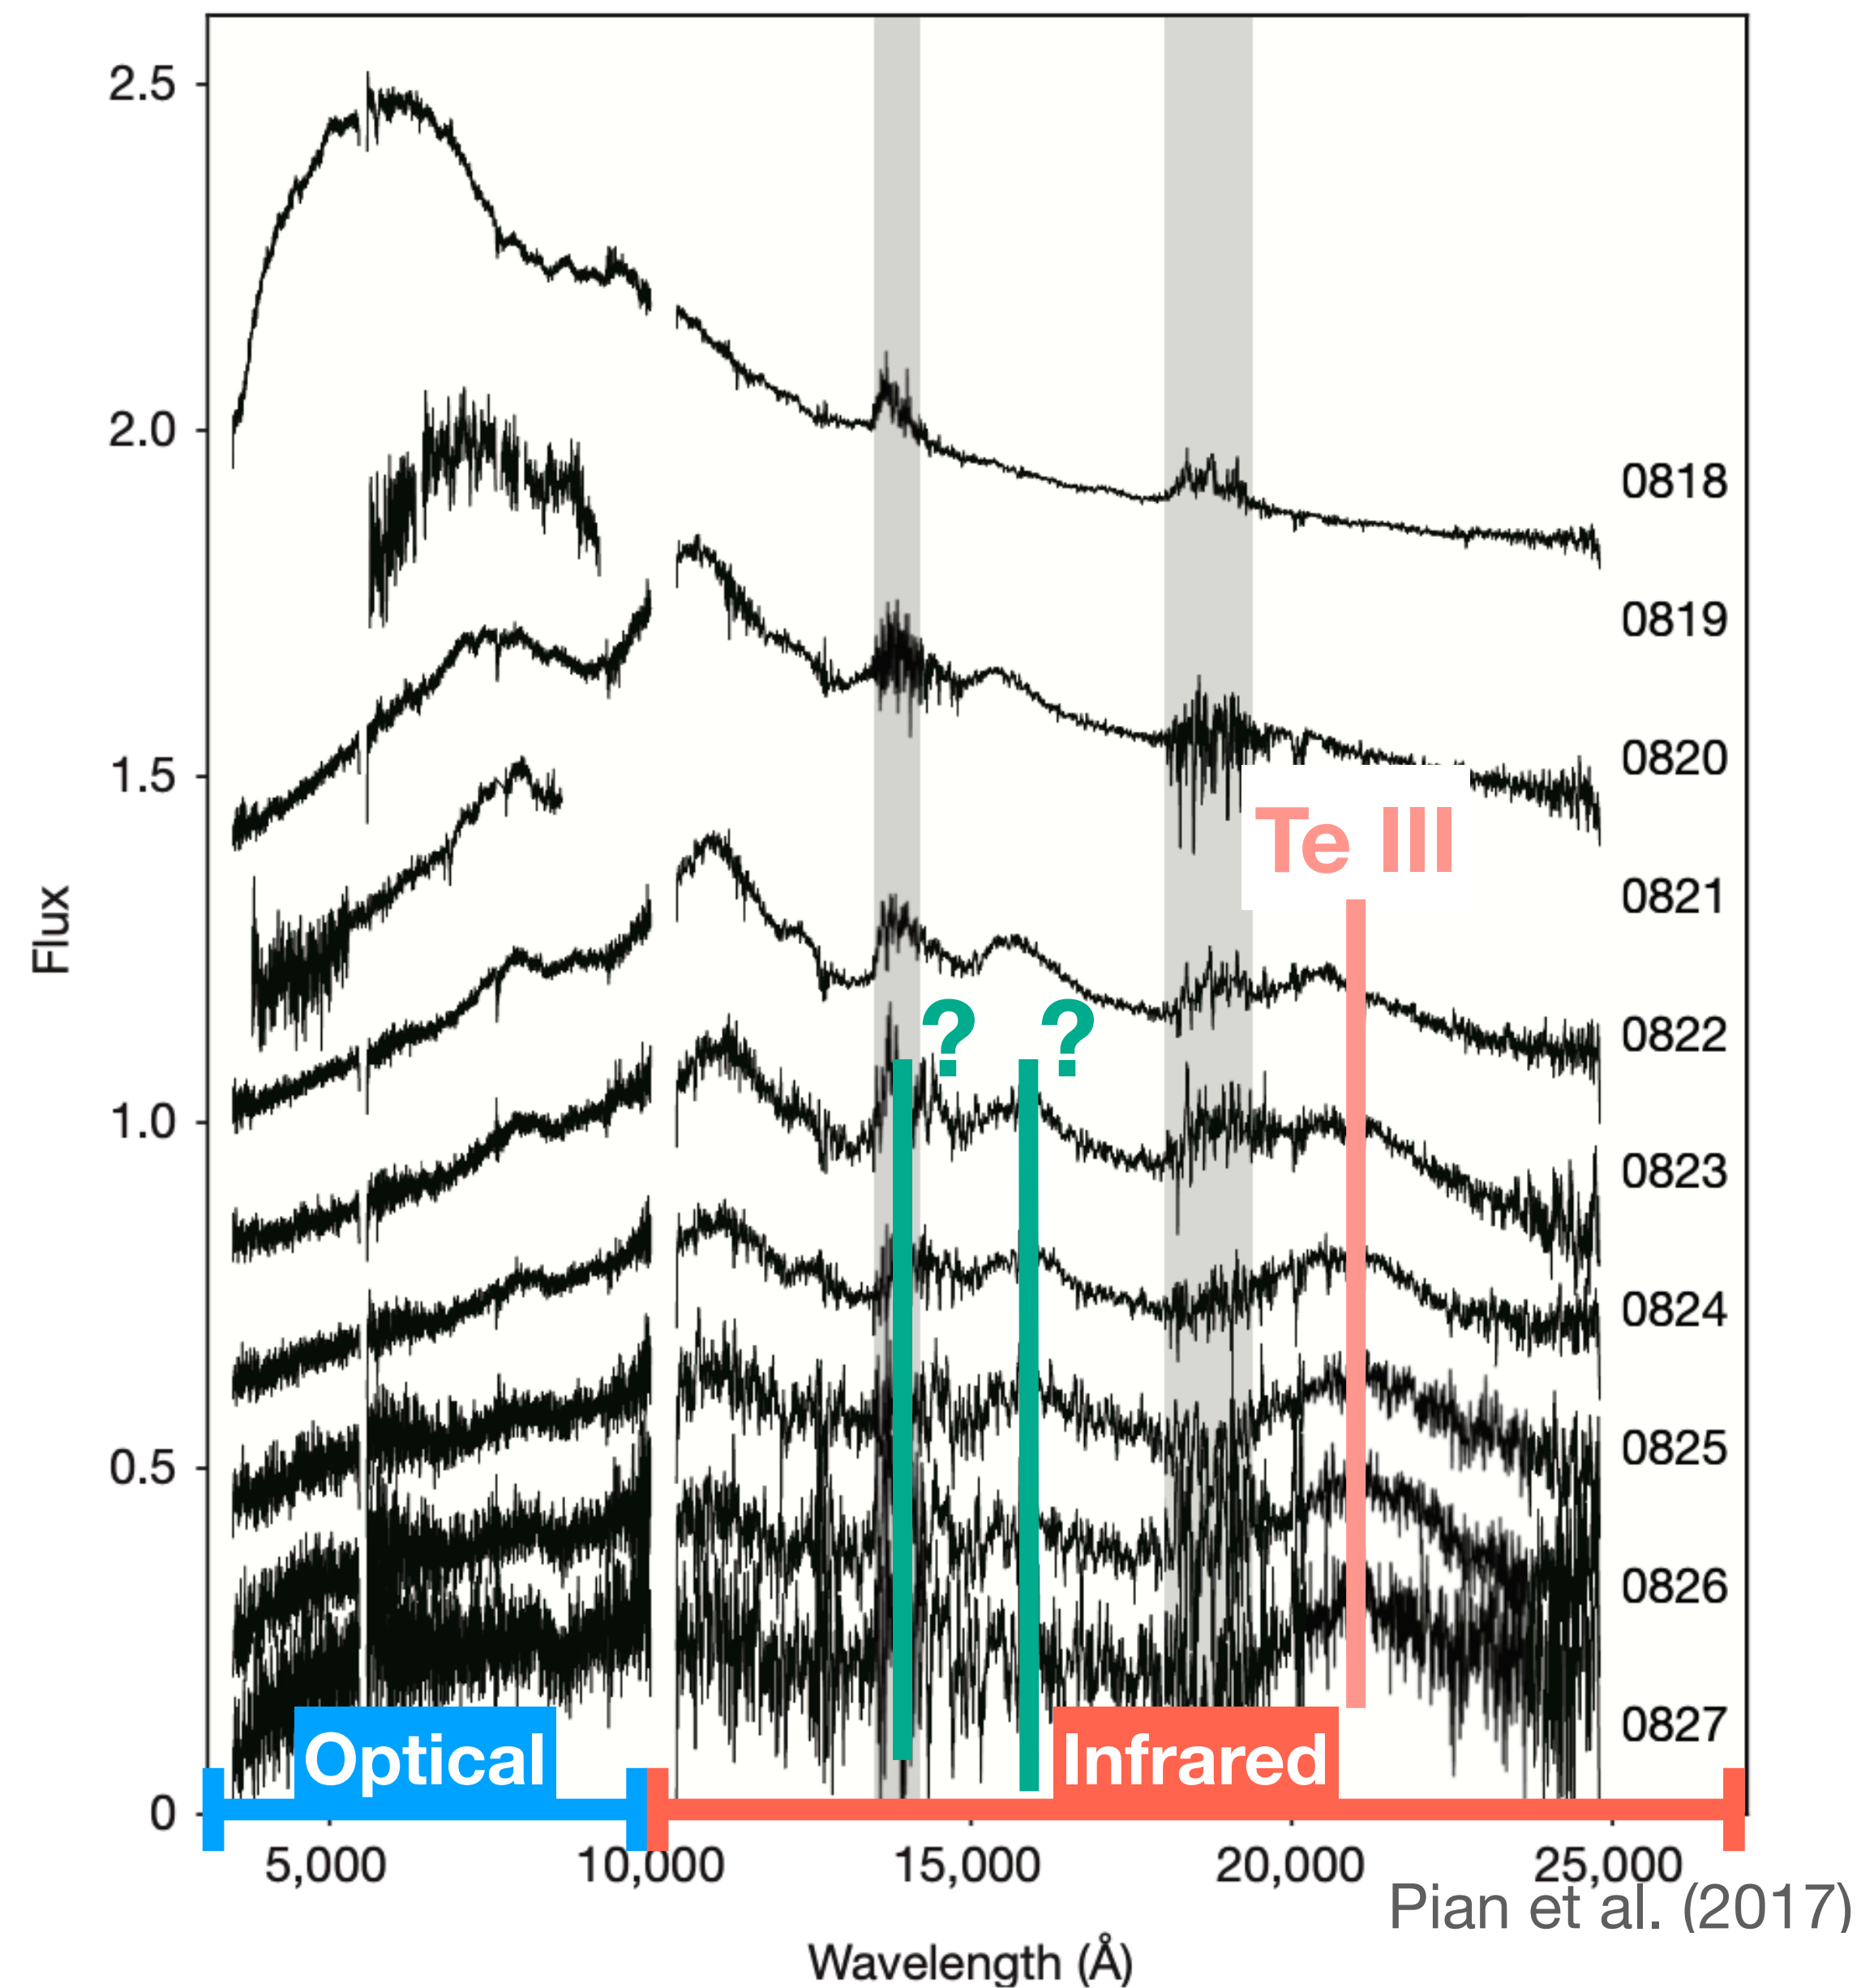 2.5
2.0
0818
0819
1.5
0820
Te III
0821
Flux
0822
? ?
1.0
0823
0824
0825
0.5
0826
0827
Optical
Infrared
0
5,000 10,000 15,000 20,000 25,000
Pian et al. (2017)
Wavelength (Å)